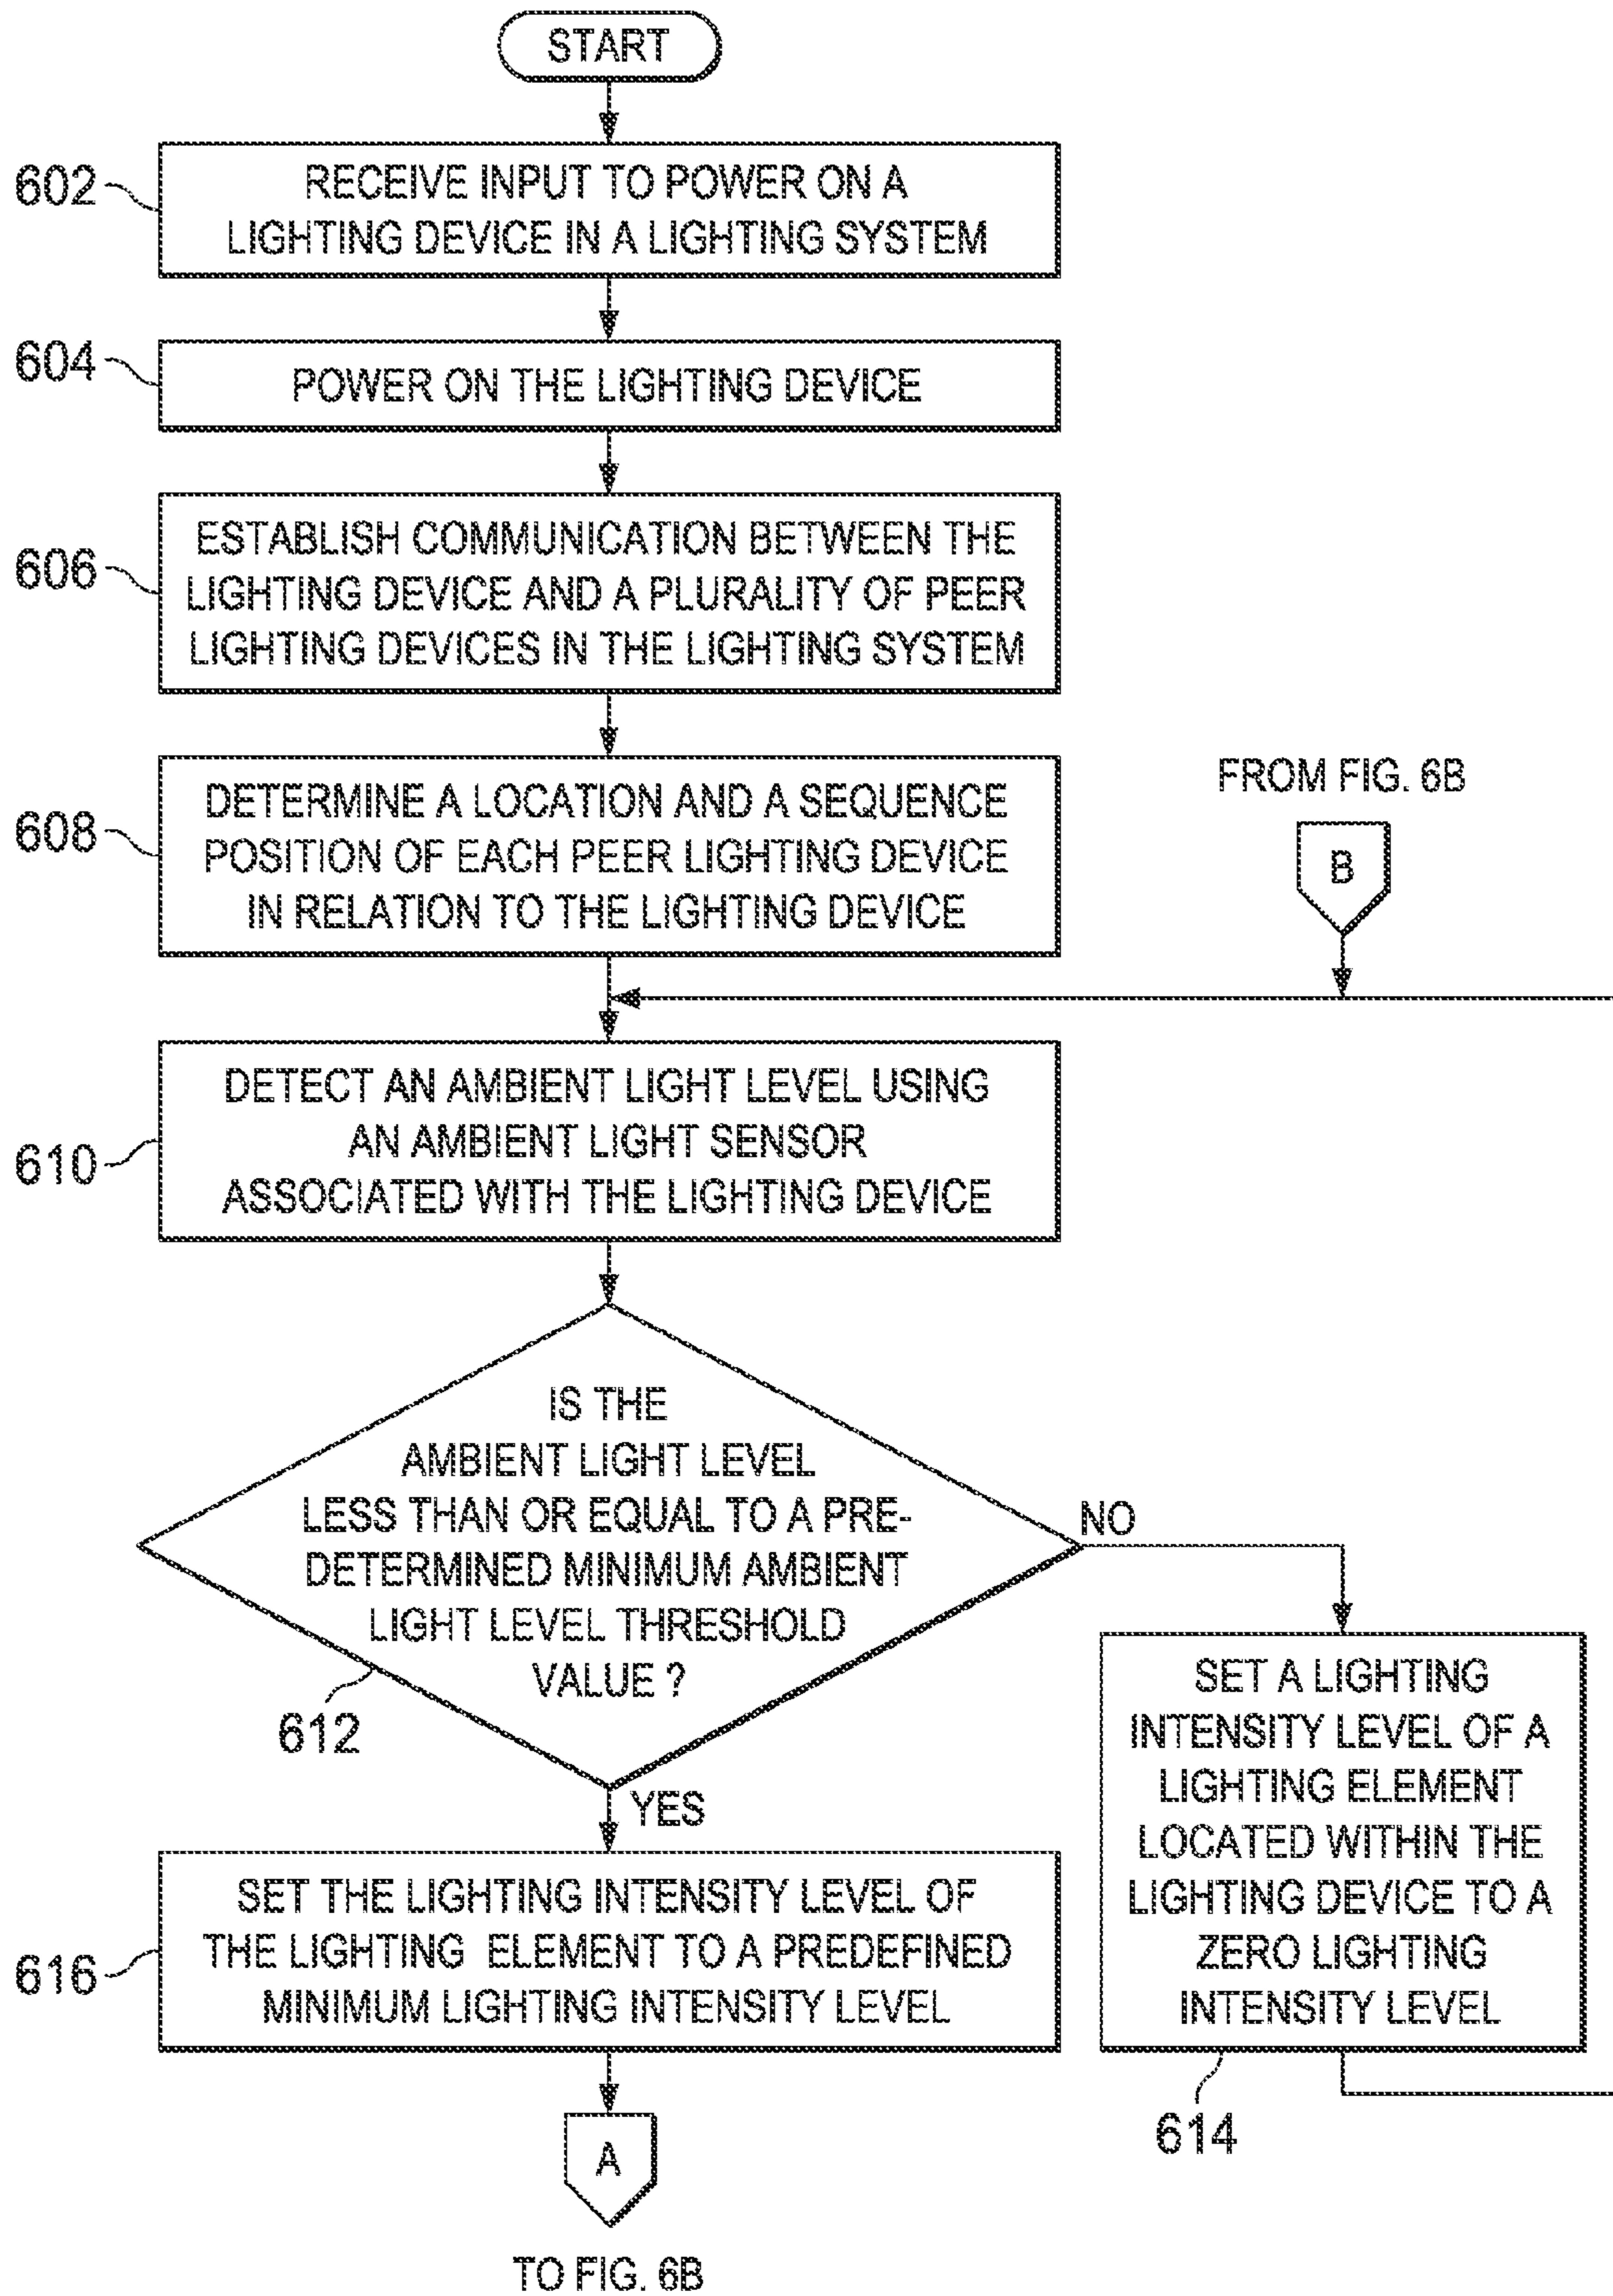 START
602
RECEIVE INPUT TO POWER ON A
LIGHTING DEVICE IN A LIGHTING SYSTEM
604
POWER ON THE LIGHTING DEVICE
606
ESTABLISH COMMUNICATION BETWEEN THE
LIGHTING DEVICE AND A PLURALITY OF PEER
LIGHTING DEVICES IN THE LIGHTING SYSTEM
608
DETERMINE A LOCATION AND A SEQUENCE
POSITION OF EACH PEER LIGHTING DEVICE
IN RELATION TO THE LIGHTING DEVICE
FROM FIG. 6B
B
610
DETECT AN AMBIENT LIGHT LEVEL USING
AN AMBIENT LIGHT SENSOR
ASSOCIATED WITH THE LIGHTING DEVICE
IS THE
AMBIENT LIGHT LEVEL
LESS THAN OR EQUAL TO A PRE-
DETERMINED MINIMUM AMBIENT
LIGHT LEVEL THRESHOLD
VALUE ?
612
NO
YES
SET A LIGHTING
INTENSITY LEVEL OF A
LIGHTING ELEMENT
LOCATED WITHIN THE
LIGHTING DEVICE TO A
ZERO LIGHTING
INTENSITY LEVEL
614
616
SET THE LIGHTING INTENSITY LEVEL OF
THE LIGHTING ELEMENT TO A PREDEFINED
MINIMUM LIGHTING INTENSITY LEVEL
A
TO FIG. 6B